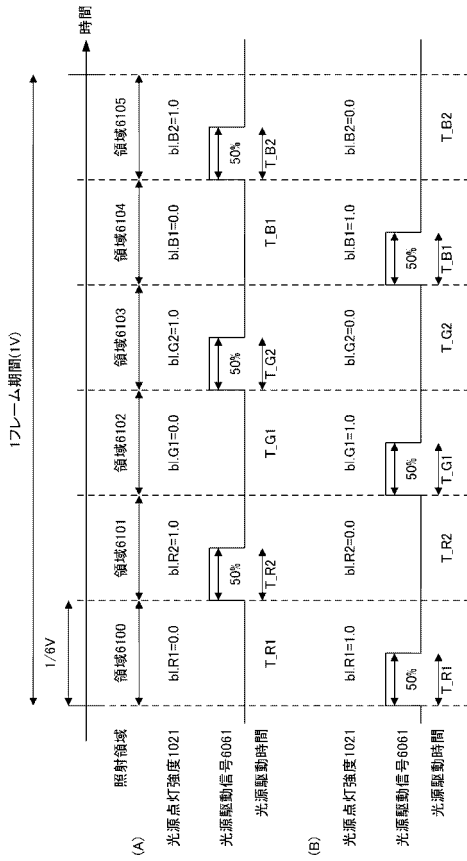 1フレーム期間(1V)
1/6V
時間
照射領域 領域6100 領域6101 領域6102 領域6103 領域6104 領域6105
(A)
光源点灯強度1021 bl.R1=0.0 bl.R2=1.0 bl.G1=0.0 bl.G2=1.0 bl.B1=0.0 bl.B2=1.0
光源駆動信号6061 50% 50% 50%
光源駆動時間 T_R1 T_R2 T_G1 T_G2 T_B1 T_B2
(B)
光源点灯強度1021 bl.R1=1.0 bl.R2=0.0 bl.G1=1.0 bl.G2=0.0 bl.B1=1.0 bl.B2=0.0
光源駆動信号6061 50% 50% 50%
光源駆動時間 T_R1 T_R2 T_G1 T_G2 T_B1 T_B2